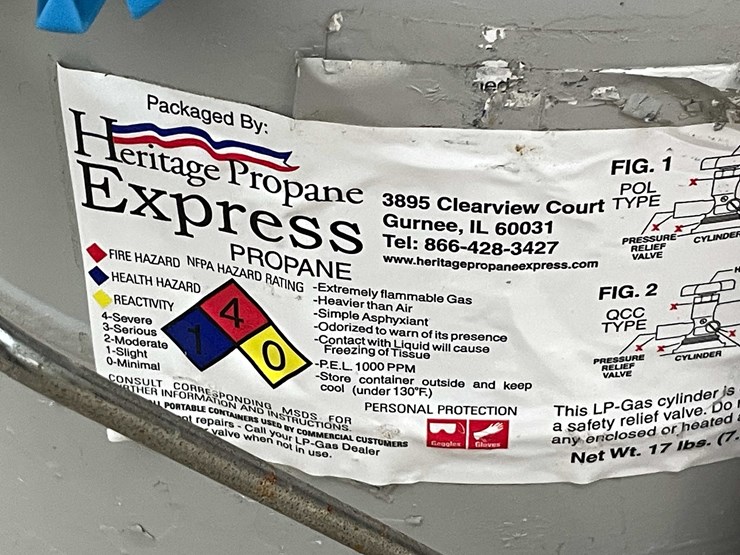 ned
Packaged By:
Heritage Propane
Express
PROPANE
3895 Clearview Court
Gurnee, IL 60031
Tel: 866-428-3427
www.heritagepropaneexpress.com
FIRE HAZARD
HEALTH HAZARD
REACTIVITY
4-Severe
3-Serious
2-Moderate
1-Slight
0-Minimal
NFPA HAZARD RATING
4
1
0
-Extremely flammable Gas
-Heavier than Air
-Simple Asphyxiant
-Odorized to warn of its presence
-Contact with Liquid will cause
Freezing of Tissue
-P.E.L. 1000 PPM
-Store container outside and keep
cool (under 130°F.)
CONSULT CORRESPONDING MSDS FOR
THER INFORMATION AND INSTRUCTIONS.
PORTABLE CONTAINERS USED BY COMMERCIAL CUSTOMERS
pt repairs - Call your LP-Gas Dealer
valve when not in use.
PERSONAL PROTECTION
Goggles
Gloves
FIG. 1
POL
TYPE
PRESSURE
RELIEF
VALVE
CYLINDER
FIG. 2
QCC
TYPE
PRESSURE
RELIEF
VALVE
CYLINDER
This LP-Gas cylinder is
a safety relief valve. Do
any enclosed or heated
Net Wt. 17 lbs. (7.